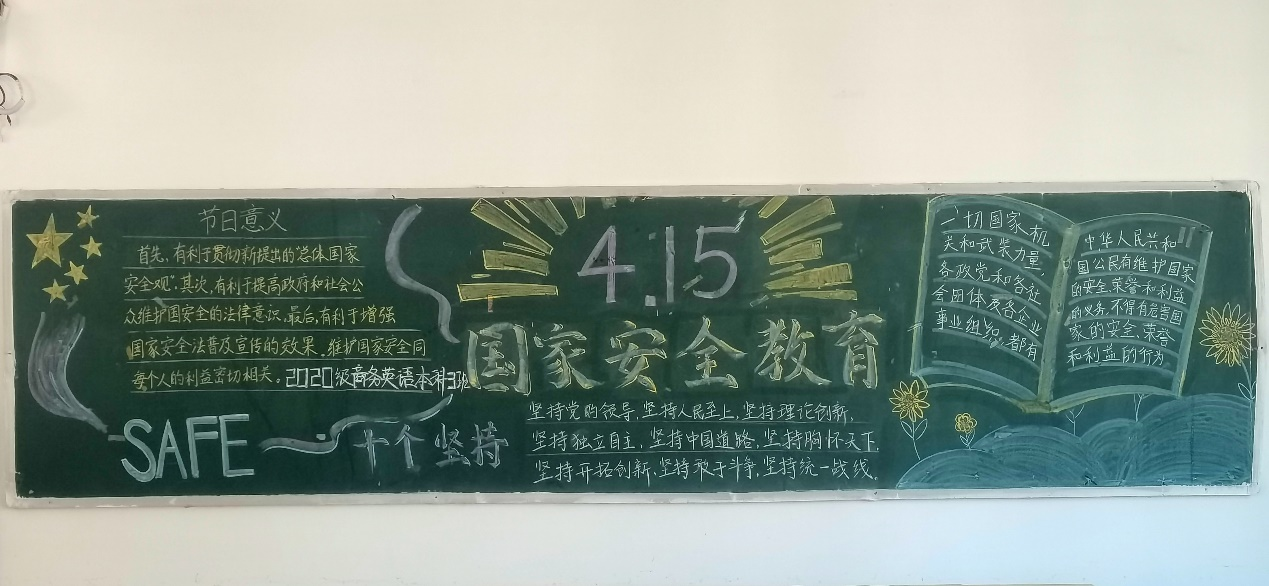 节日意义
首先,有利于贯彻新提出的"总体国家
安全观".其次,有利于提高政府和社会公
众维护国安全的法律意识.最后,有利于增强
国家安全法普及宣传的效果.维护国家安全同
每个人的利益密切相关。2020级商务英语本科3班
SAFE
十个坚持
4.15
国家安全教育
坚持党的领导.坚持人民至上,坚持理论创新,
坚持独立自主.坚持中国道路,坚持胸怀天下.
坚持开拓创新.坚持敢于斗争,坚持统一战线.
一切国家机
关和武装力量.
各政党和各社
会团体及各企业
事业组织.都有
中华人民共和
国公民有维护国家
的安全.荣誉和利益
的义务.不得有危害国
家的安全.荣誉
和利益的行为.